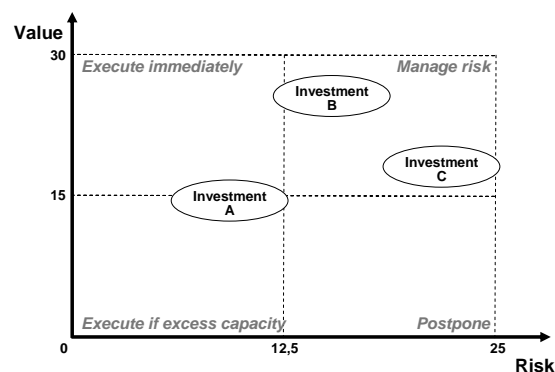 Value
30
Execute immediately
Manage risk
Investment
B
Investment
C
15
Investment
A
Execute if excess capacity
Postpone
0
12,5
25
Risk